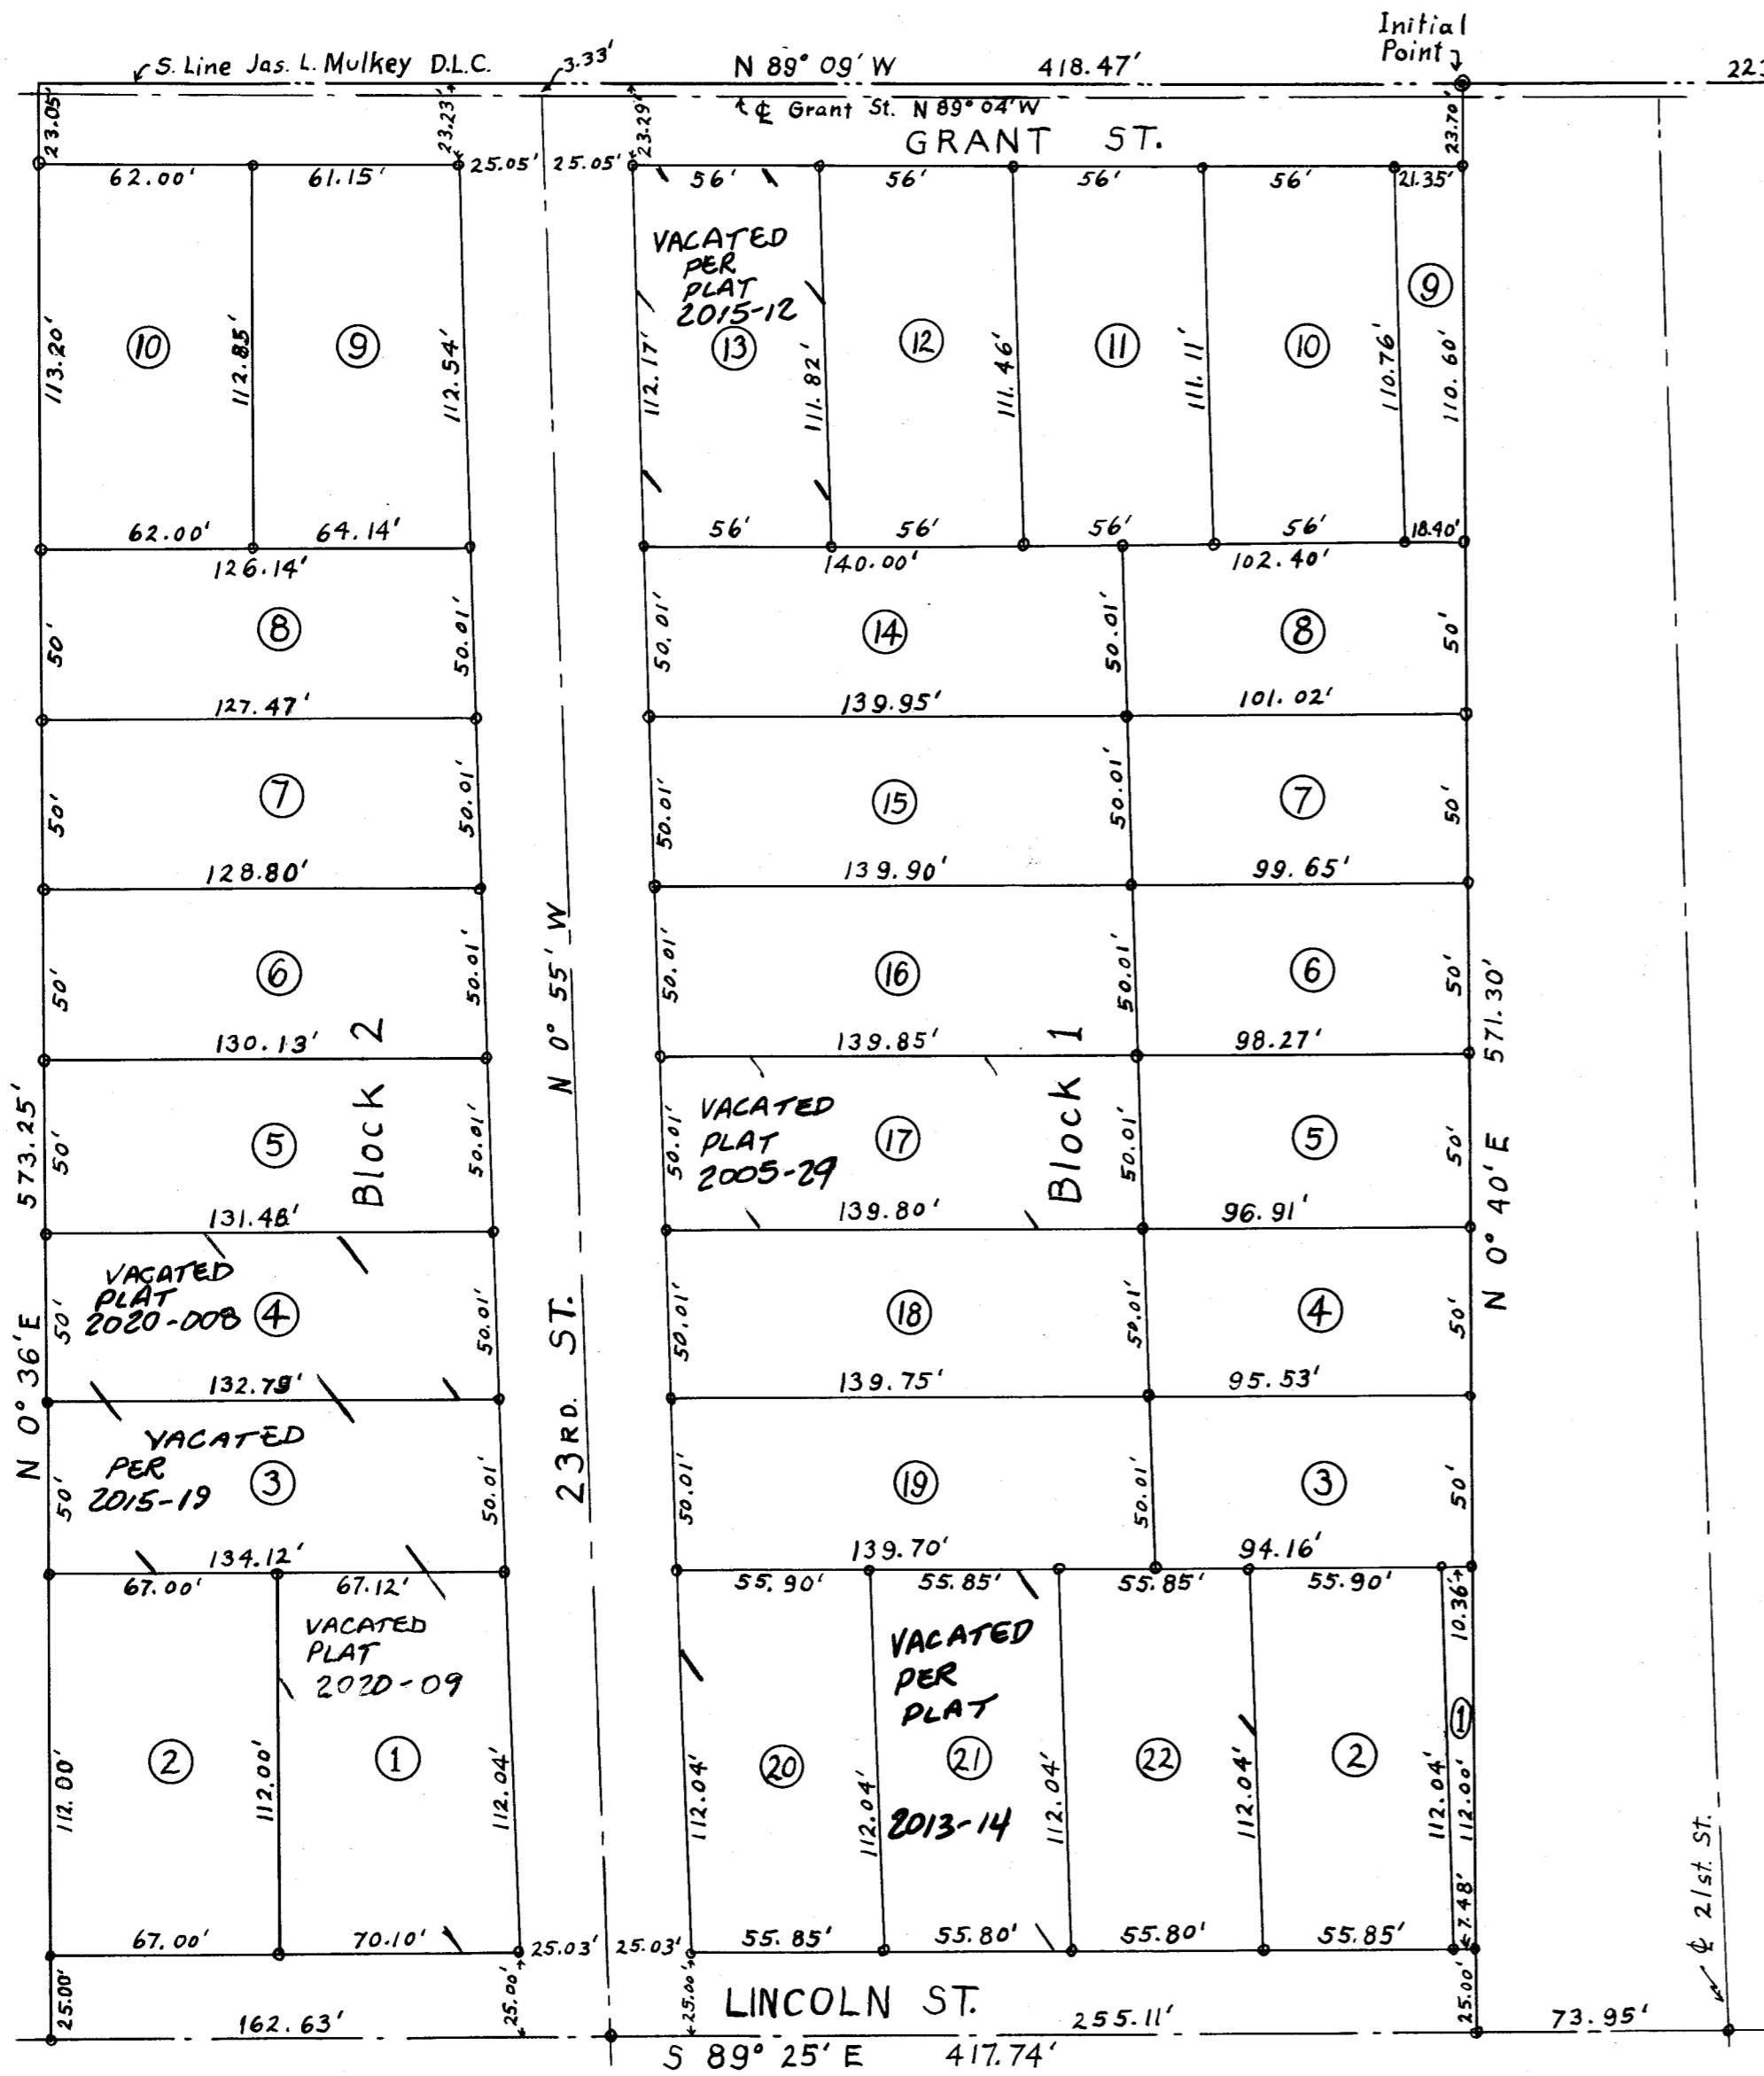 Initial
Point
S. Line Jas. L. Mulkey D.L.C.
3.33'
N 89° 09' W 418.47'
℄ Grant St. N 89° 04' W
GRANT ST.
23.05'
23.23'
23.29'
23.70'
62.00' 61.15' 25.05' 25.05' 56' 56' 56' 56' 21.35'
VACATED
PER
PLAT
2015-12
113.20' 10 112.85' 9 112.54' 112.17' 13 111.82' 12 111.46' 11 111.11' 10 110.76' 9 110.60'
62.00' 64.14' 56' 56' 56' 56' 18.40'
126.14' 140.00' 102.40'
50' 8 50.01' 50.01' 14 50.01' 8 50'
127.47' 139.95' 101.02'
50' 7 50.01' 50.01' 15 50.01' 7 50'
128.80' 139.90' 99.65'
50' 6 50.01' 50.01' 16 50.01' 6 50'
130.13' 139.85' 98.27'
573.25'
N 0° 36' E
Block 2
N 0° 55' W
23RD. ST.
Block 1
571.30'
N 0° 40' E
VACATED
PLAT
2005-29
50' 5 50.01' 50.01' 17 50.01' 5 50'
131.46' 139.80' 96.91'
VACATED
PLAT
2020-008
50' 4 50.01' 50.01' 18 50.01' 4 50'
132.79' 139.75' 95.53'
VACATED
PER
2015-19
50' 3 50.01' 50.01' 19 50.01' 3 50'
134.12' 139.70' 94.16'
67.00' 67.12' 55.90' 55.85' 55.85' 55.90' 10.36'
VACATED
PLAT
2020-09
VACATED
PER
PLAT
2013-14
112.00' 2 112.00' 1 112.04' 112.04' 20 112.04' 21 112.04' 22 112.04' 2 112.04' 1 112.00'
67.00' 70.10' 25.03' 25.03' 55.85' 55.80' 55.80' 55.85' 7.48'
℄ 21st. St.
25.00' 25.00' 25.00' 25.00'
LINCOLN ST.
162.63' 255.11' 73.95'
S 89° 25' E 417.74'